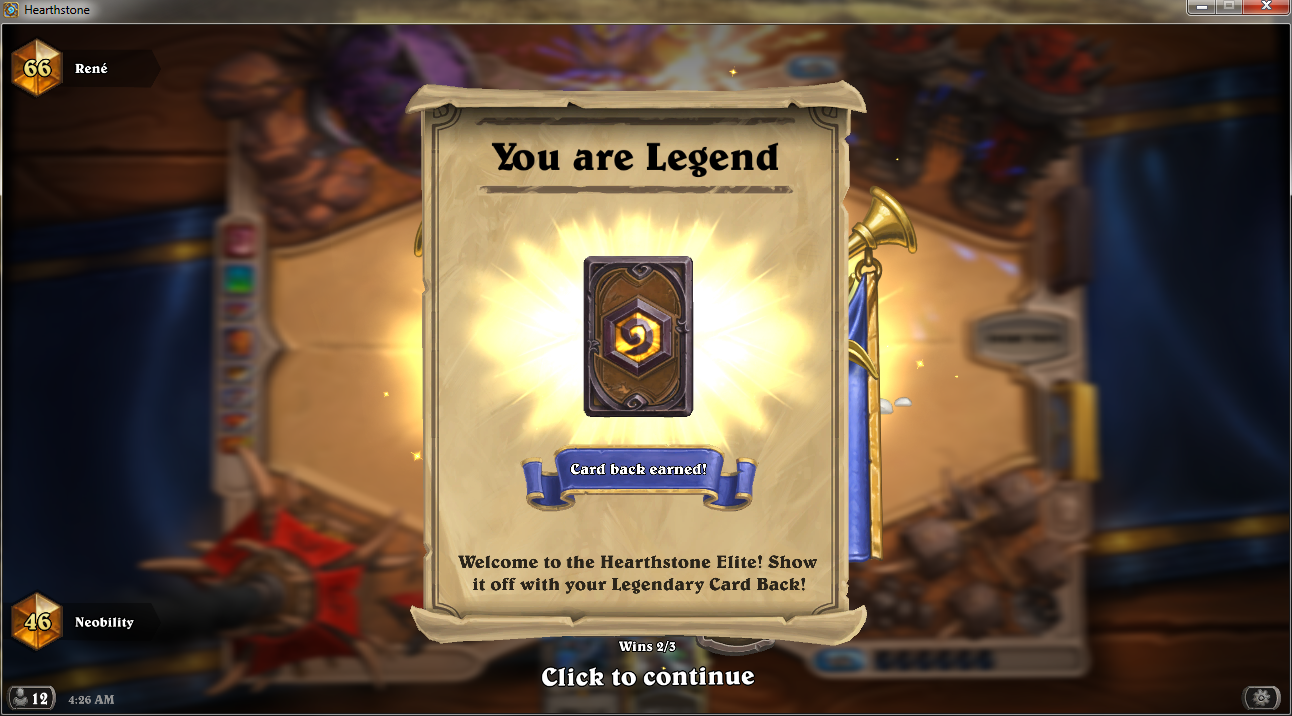 Hearthstone
66 René
You are Legend
Card back earned!
Welcome to the Hearthstone Elite! Show
it off with your Legendary Card Back!
46 Neobility
Wins 2/3
Click to continue
12 4:26 AM